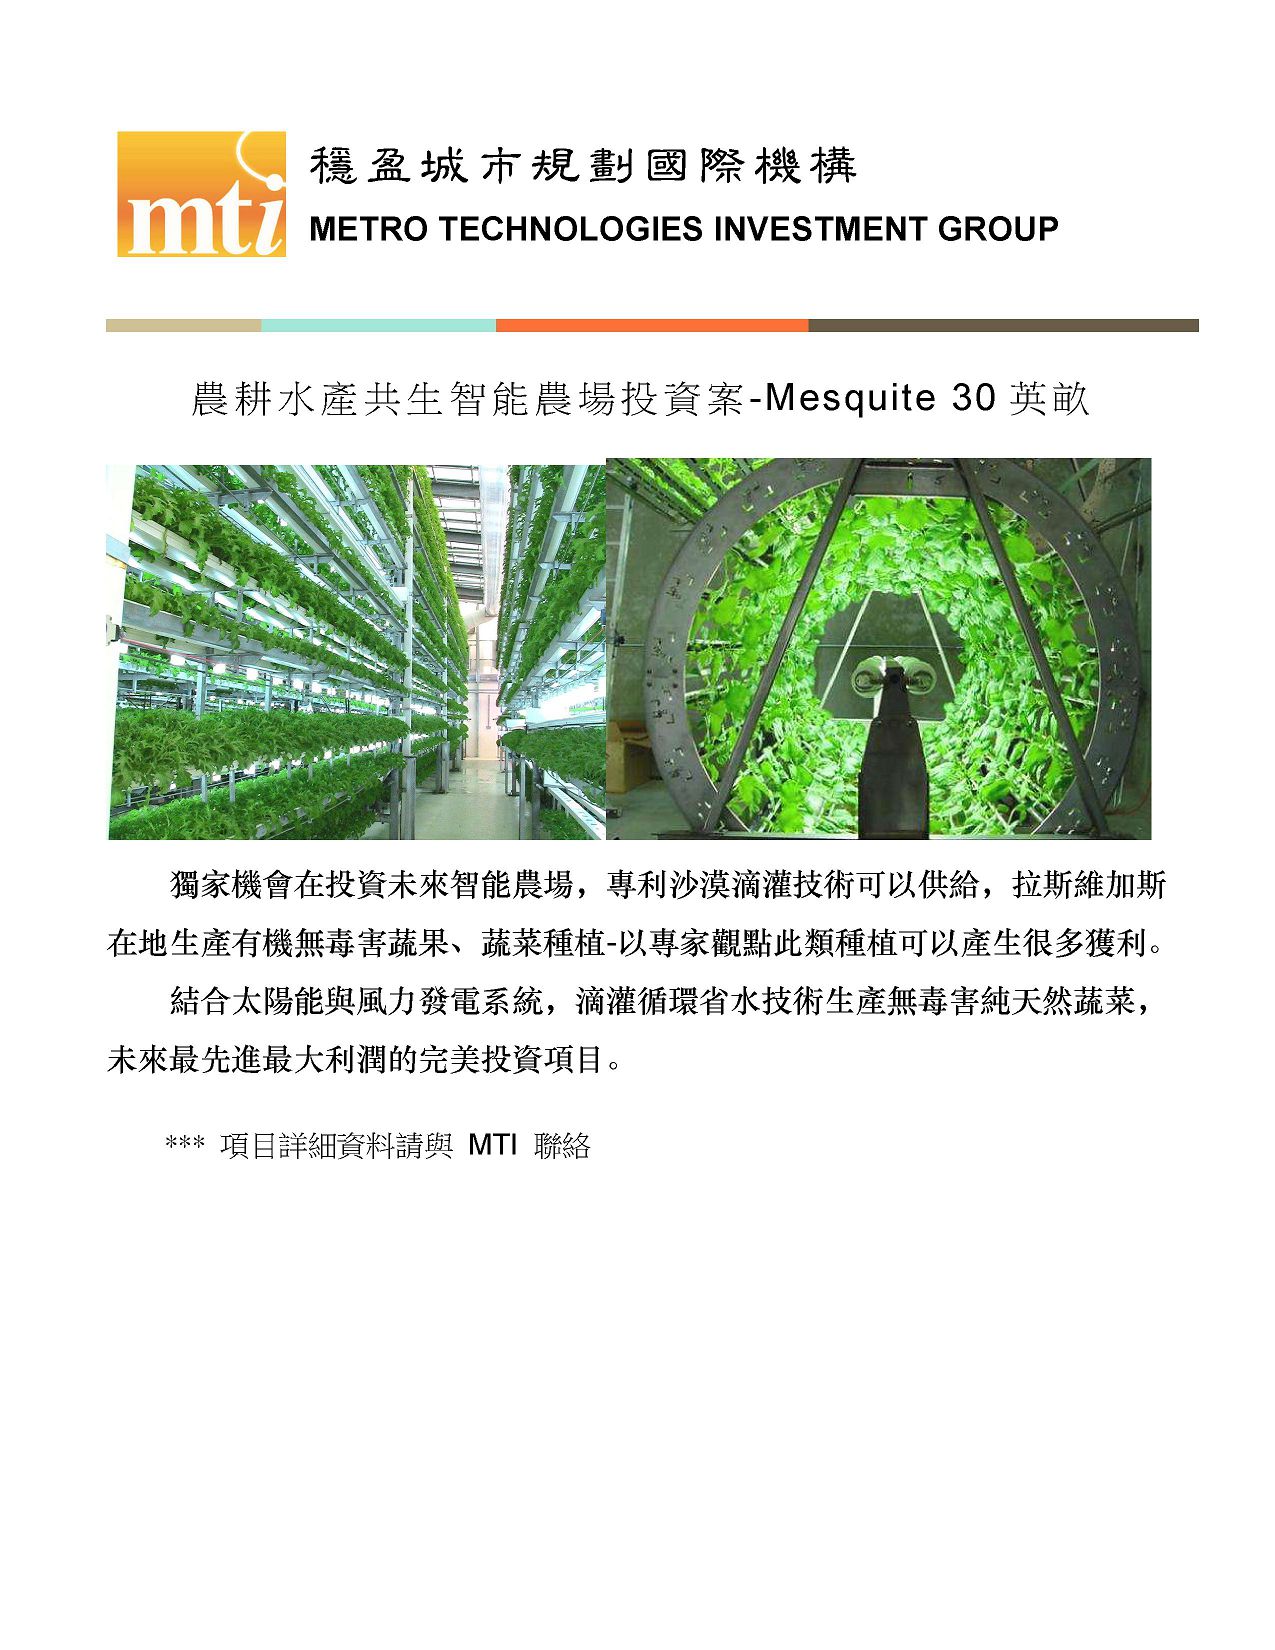 mti
穩盈城市規劃國際機構
METRO TECHNOLOGIES INVESTMENT GROUP
農耕水產共生智能農場投資案-Mesquite 30 英畝
獨家機會在投資未來智能農場，專利沙漠滴灌技術可以供給，拉斯維加斯
在地生產有機無毒害蔬果、蔬菜種植-以專家觀點此類種植可以產生很多獲利。
結合太陽能與風力發電系統，滴灌循環省水技術生產無毒害純天然蔬菜，
未來最先進最大利潤的完美投資項目。
*** 項目詳細資料請與 MTI 聯絡